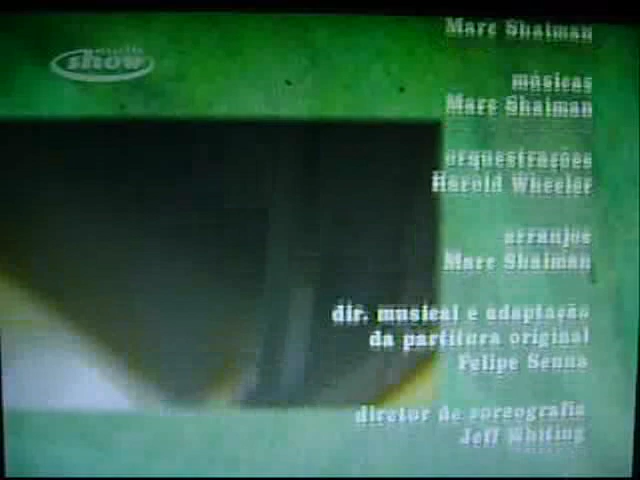 multi
show
Marc Shaiman
músicas
Marc Shaiman
orquestrações
Harold Wheeler
arranjos
Marc Shaiman
dir. musical e adaptação
da partitura original
Felipe Senna
diretor de coreografia
Jeff Whiting